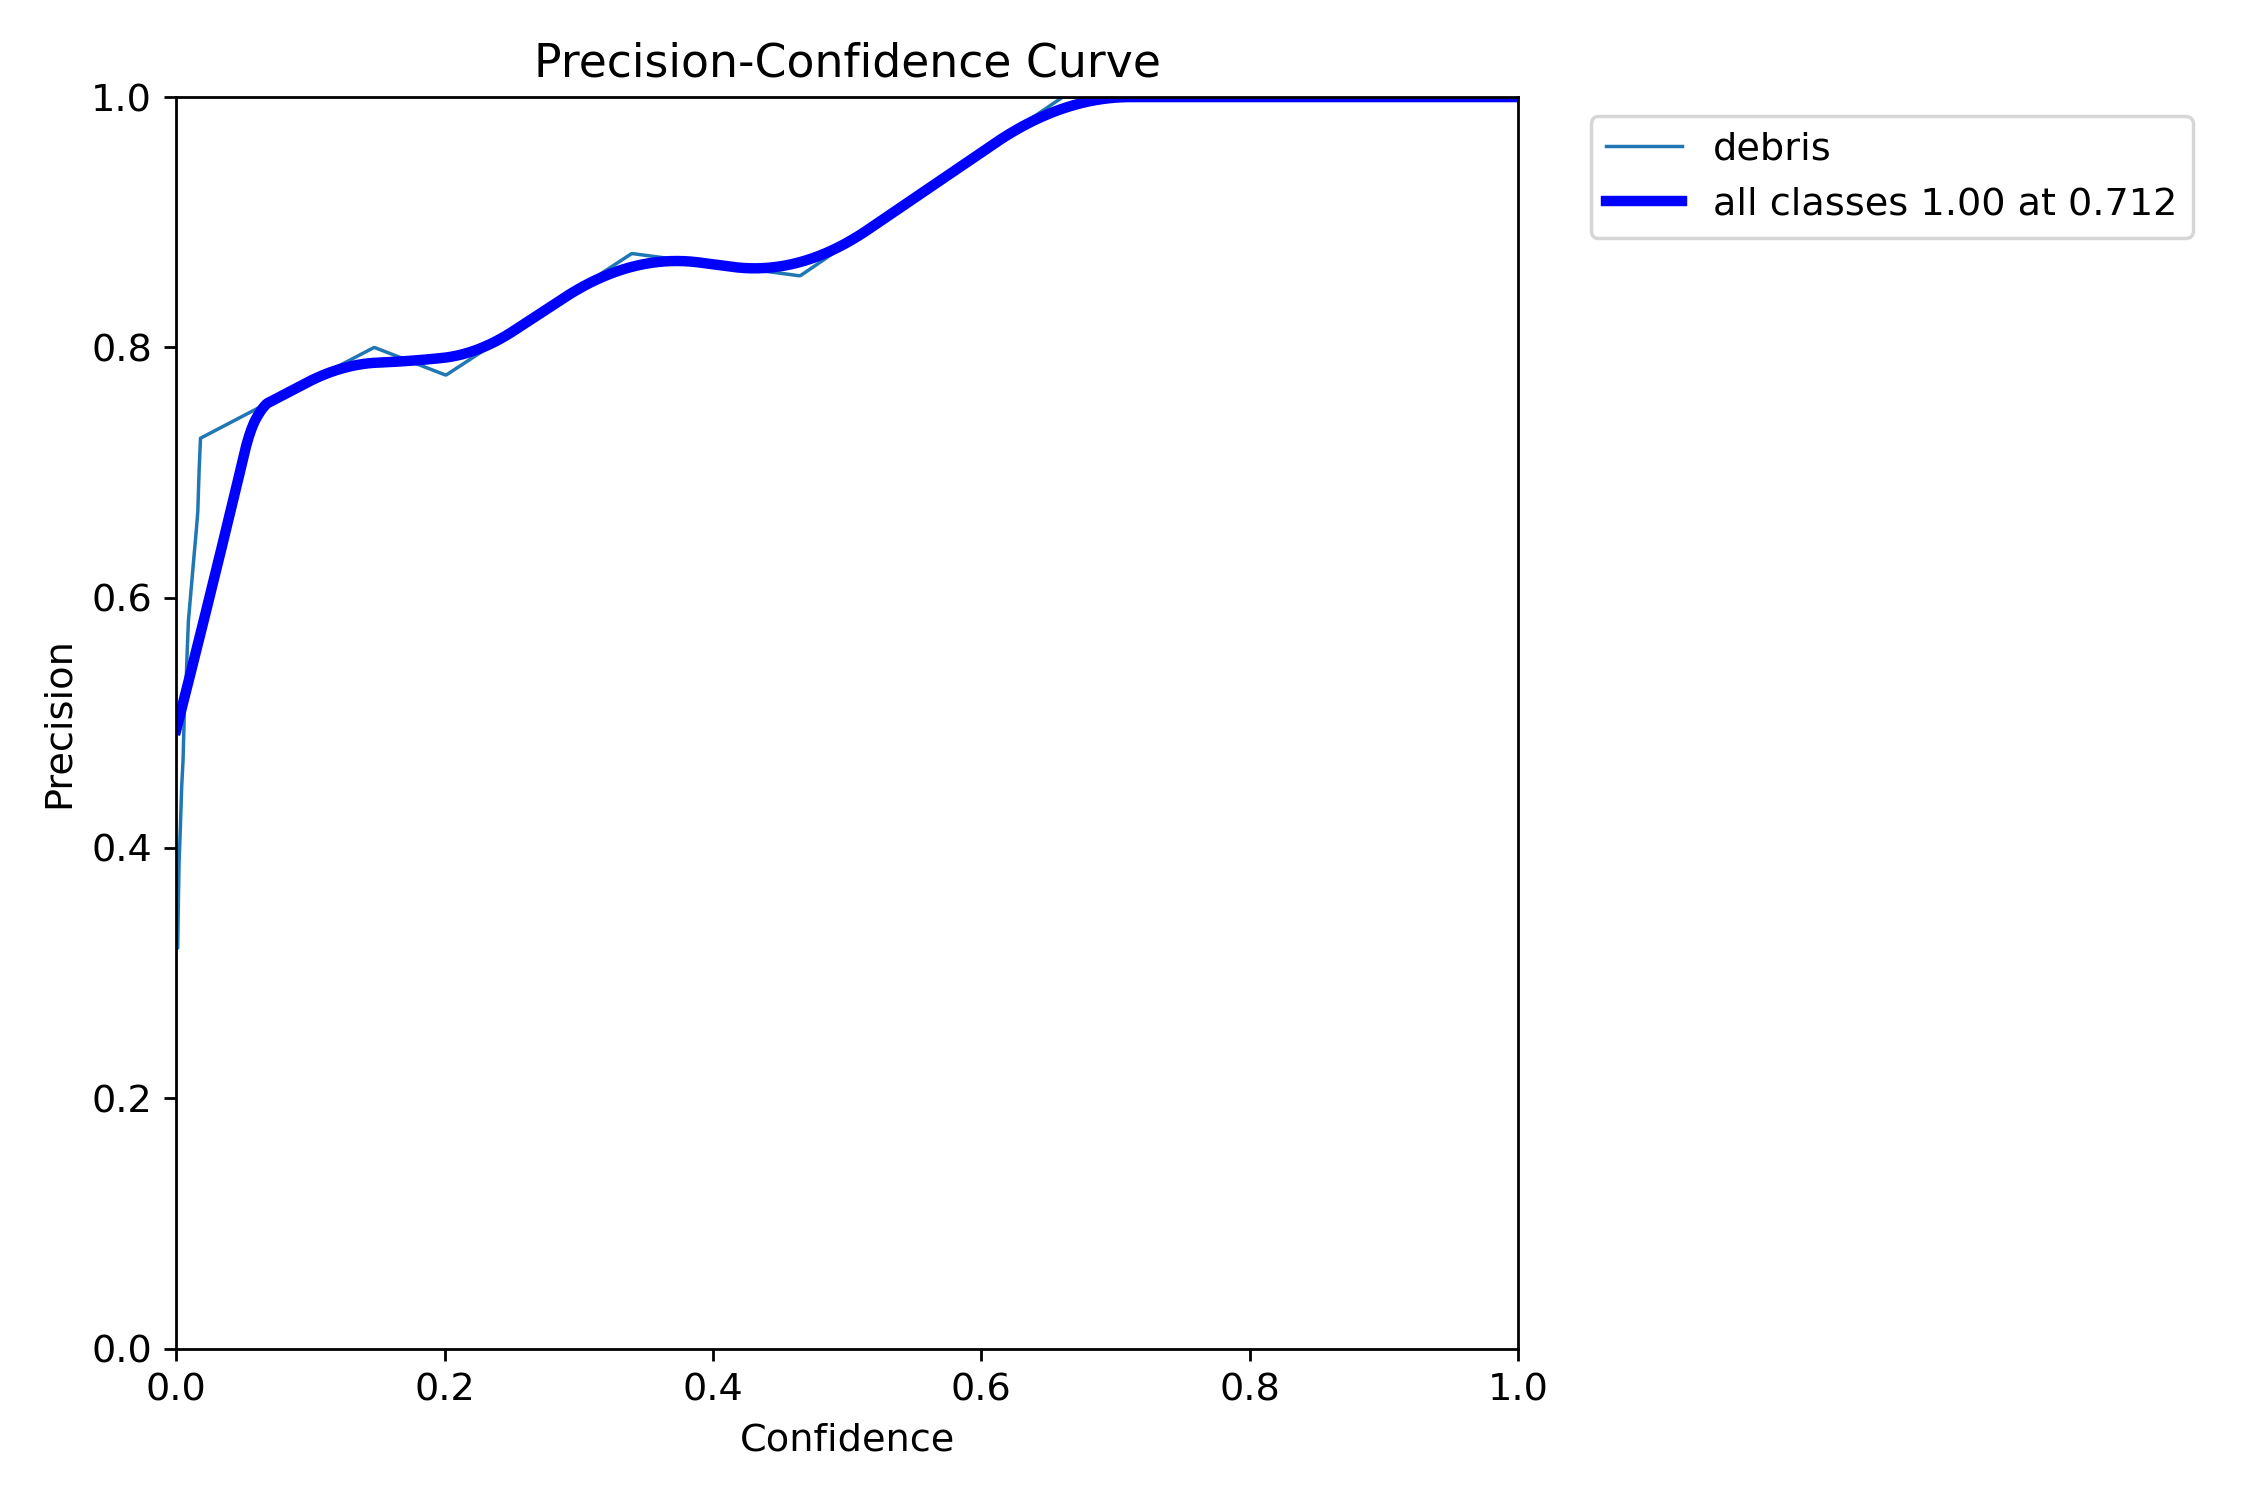 Precision-Confidence Curve
1.0
0.8
0.6
0.4
0.2
0.0
Precision
0.0 0.2 0.4 0.6 0.8 1.0
Confidence
debris
all classes 1.00 at 0.712